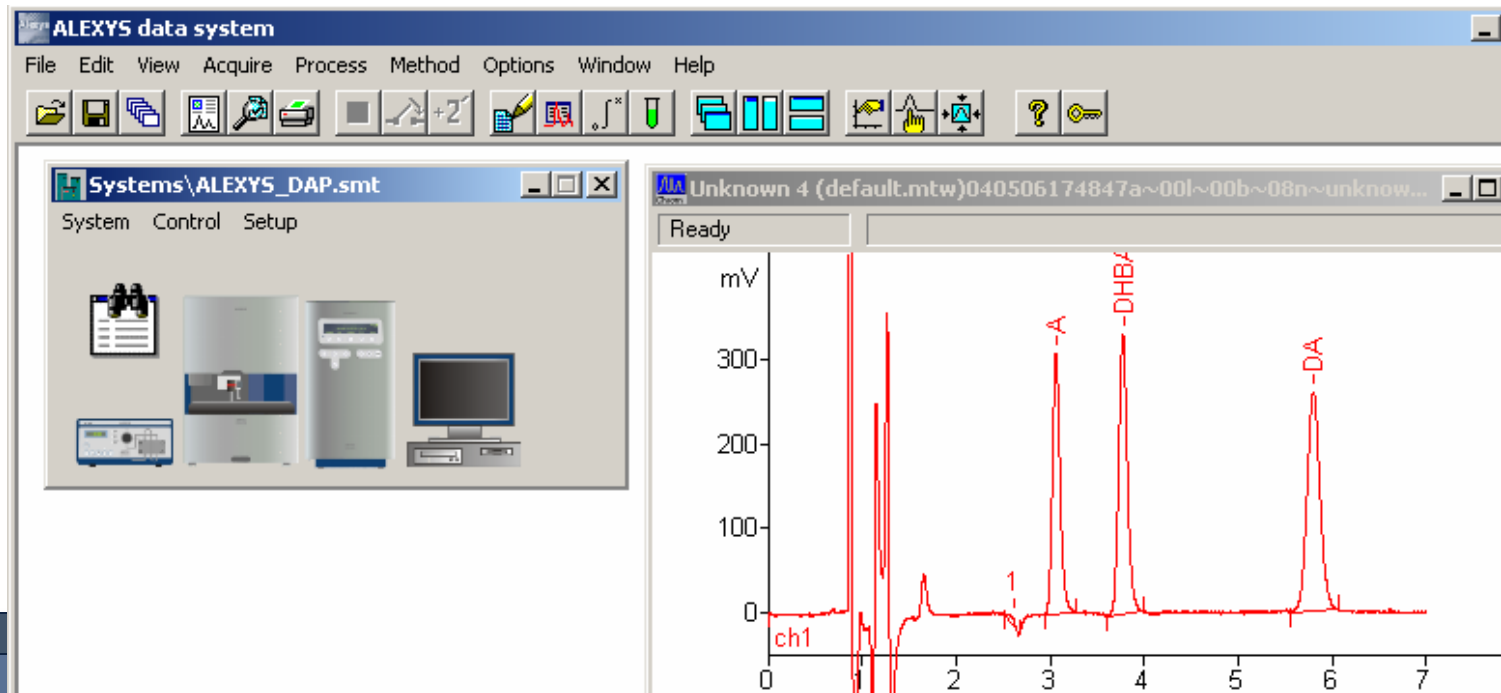 ALEXYS data system
File Edit View Acquire Process Method Options Window Help
+2'
Systems\ALEXYS_DAP.smt
System Control Setup
Unknown 4 (default.mtw)040506174847a~00l~00b~08n~unknow...
Ready
mV
300
200
100
0
1
A
DHBA
DA
ch1
0 1 2 3 4 5 6 7